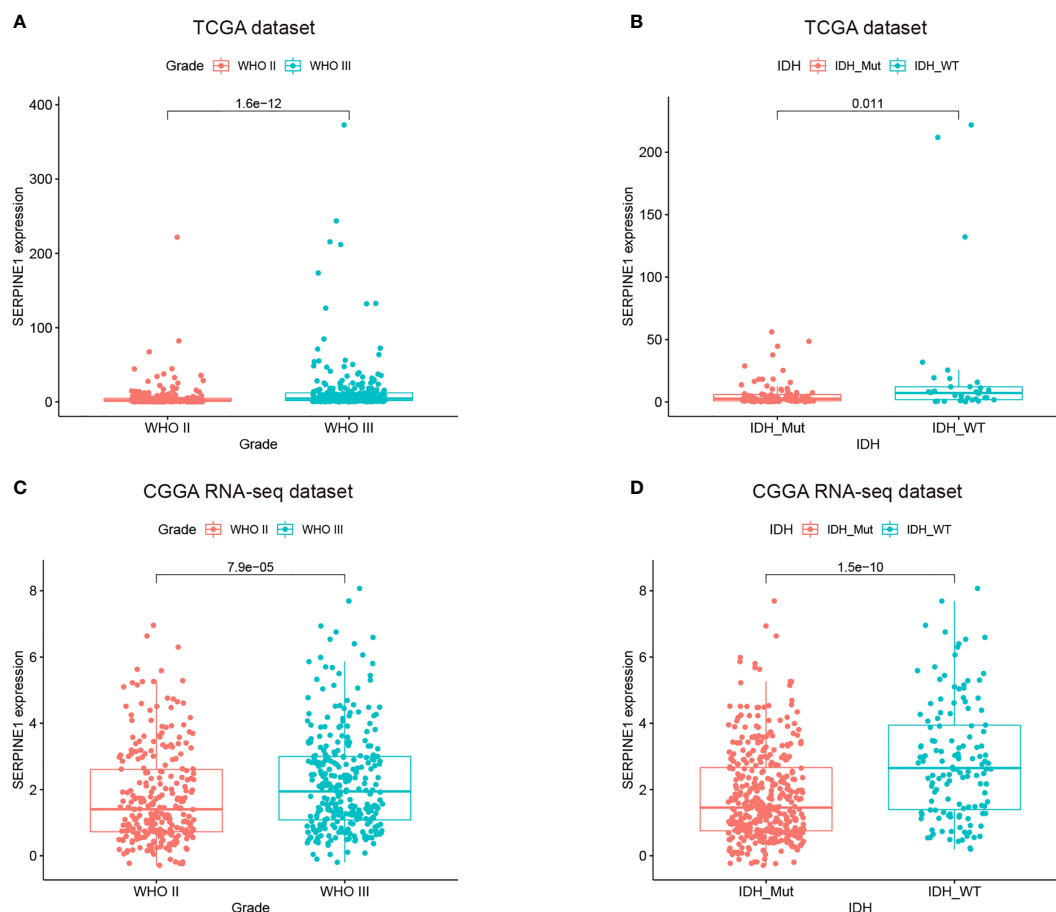 A
TCGA dataset
Grade WHO II WHO III
1.6e−12
400
300
200
100
0
SERPINE1 expression
WHO II WHO III
Grade
B
TCGA dataset
IDH IDH_Mut IDH_WT
0.011
200
150
100
50
0
SERPINE1 expression
IDH_Mut IDH_WT
IDH
C
CGGA RNA-seq dataset
Grade WHO II WHO III
7.9e−05
8
6
4
2
0
SERPINE1 expression
WHO II WHO III
Grade
D
CGGA RNA-seq dataset
IDH IDH_Mut IDH_WT
1.5e−10
8
6
4
2
0
SERPINE1 expression
IDH_Mut IDH_WT
IDH